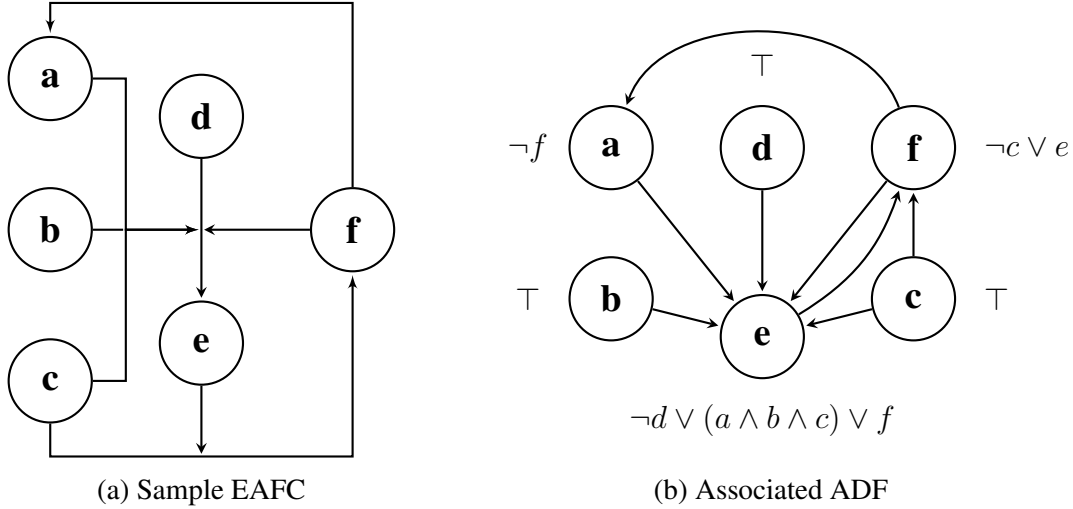 a
b
c
d
e
f
(a) Sample EAFC
⊤
¬f
a
d
f
¬c ∨ e
⊤
b
e
c
⊤
¬d ∨ (a ∧ b ∧ c) ∨ f
(b) Associated ADF